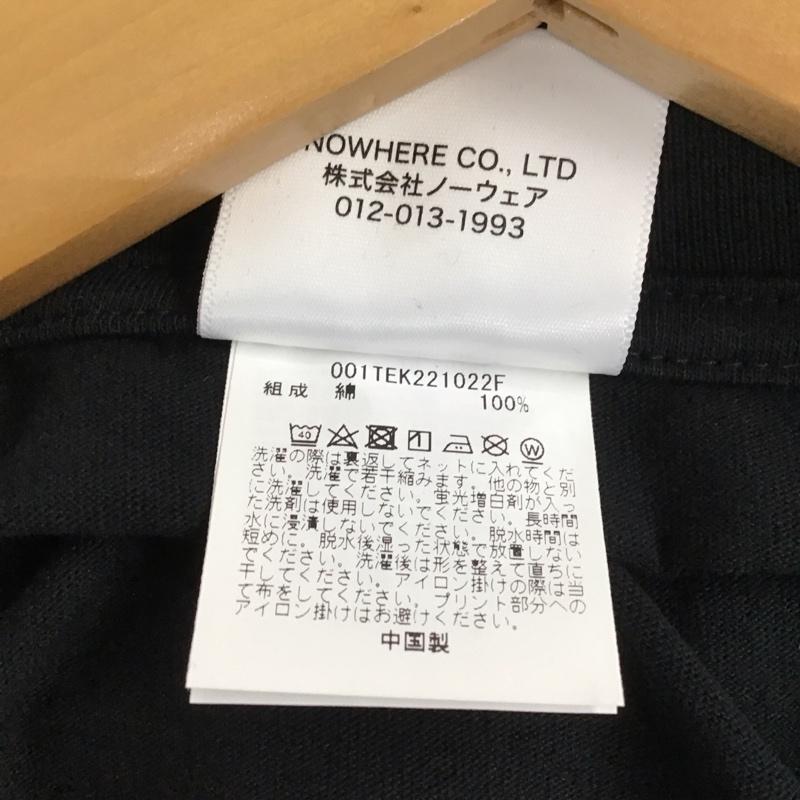 NOWHERE CO., LTD
株式会社ノーウェア
012-013-1993
001TEK221022F
組成 綿 100%
40 W
洗濯の際は裏返してネットに入れてくだ
さい。洗濯で若干縮みます。他の物と別
に洗濯してください。蛍光増白剤が入っ
た洗剤は使用しないでください。長時間
水に浸漬しないでください。脱水時間は
短めに。脱水後湿った状態で放置しない
でください。洗濯後は形を整えて直ちに
干してください。アイロン掛けの際は当
て布をしてください。プリント部分への
アイロン掛けはお避けください。
中国製